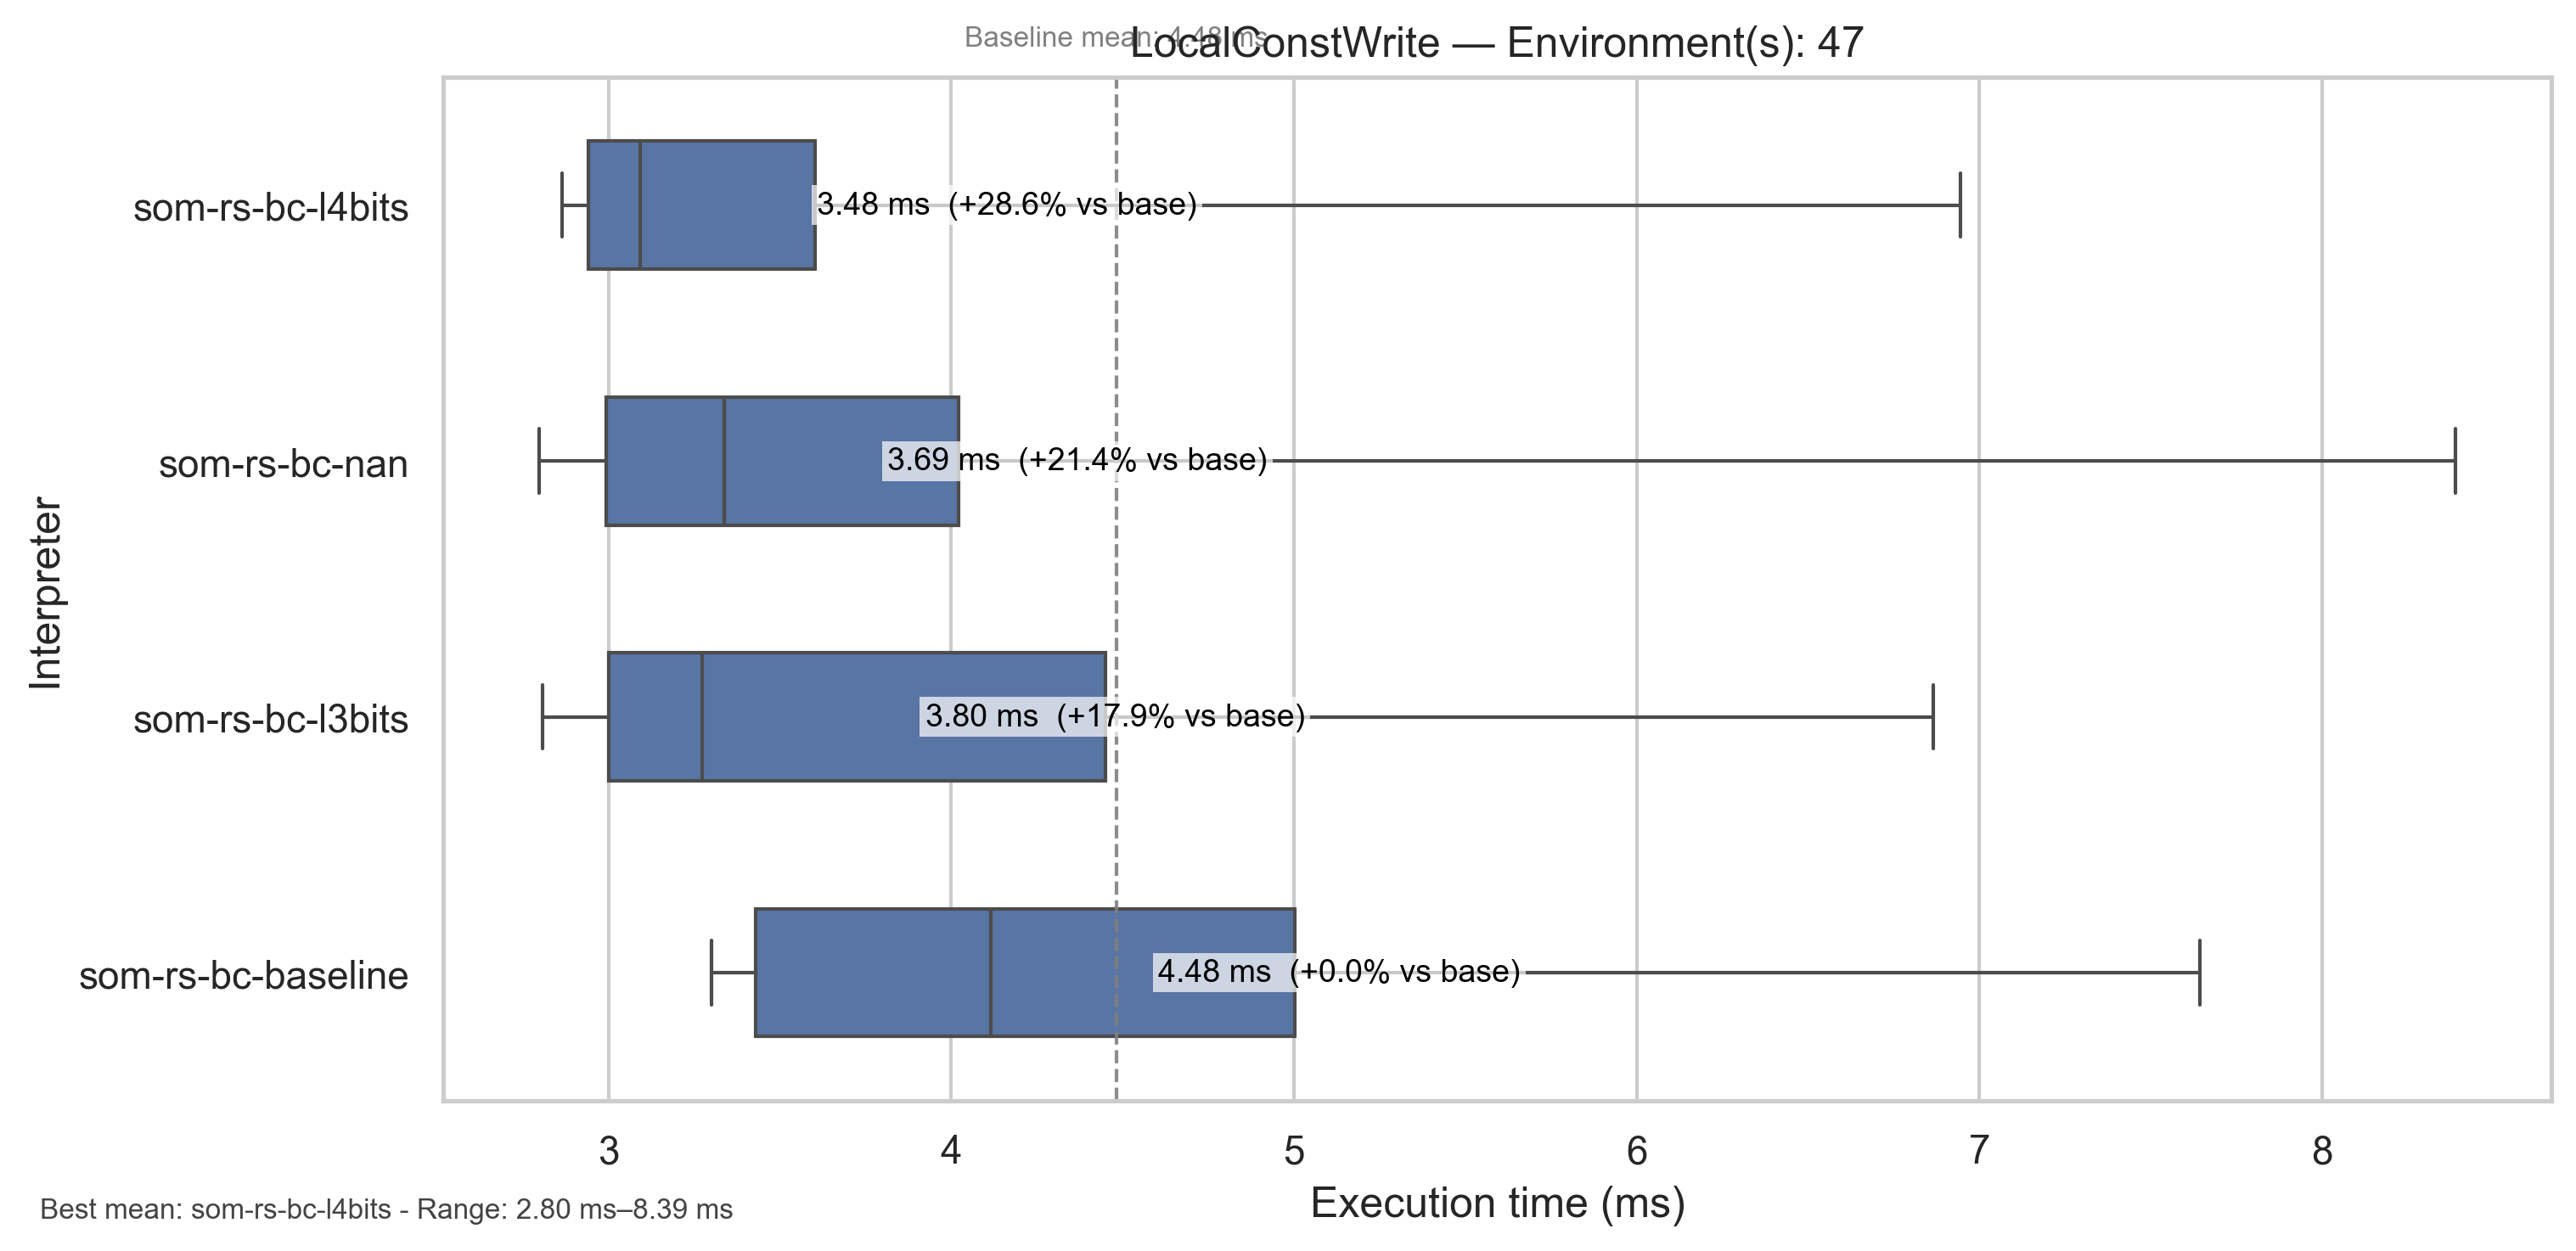 Baseline mean: 4.48 ms
LocalConstWrite — Environment(s): 47
som-rs-bc-l4bits
3.48 ms (+28.6% vs base)
som-rs-bc-nan
3.69 ms (+21.4% vs base)
Interpreter
som-rs-bc-l3bits
3.80 ms (+17.9% vs base)
som-rs-bc-baseline
4.48 ms (+0.0% vs base)
3 4 5 6 7 8
Execution time (ms)
Best mean: som-rs-bc-l4bits - Range: 2.80 ms–8.39 ms